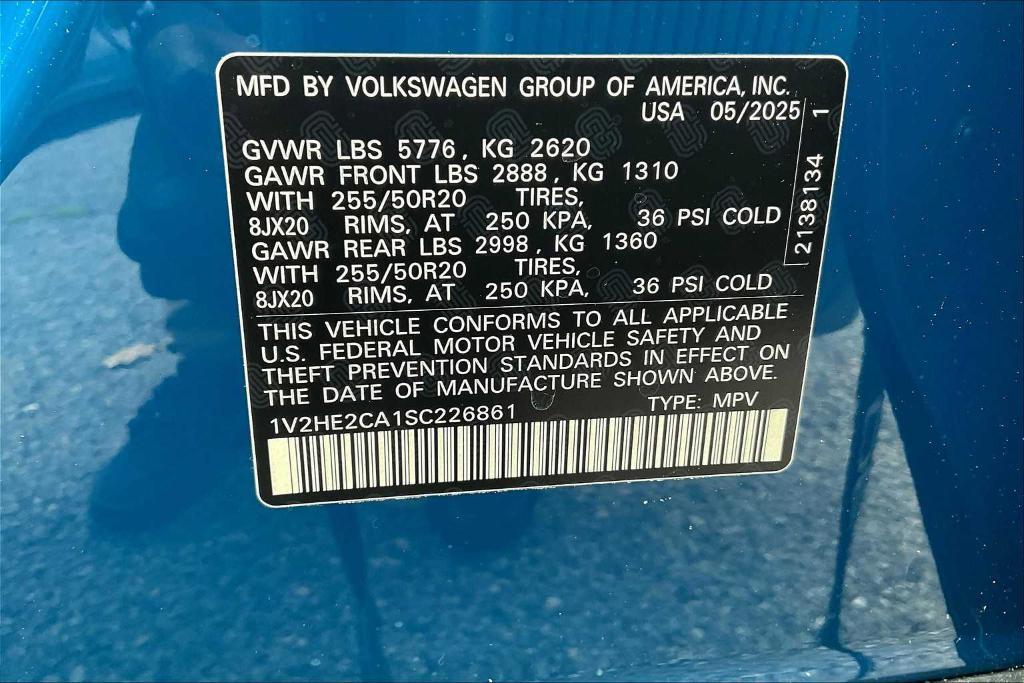 MFD BY VOLKSWAGEN GROUP OF AMERICA, INC.
USA 05/2025
GVWR LBS 5776, KG 2620
GAWR FRONT LBS 2888, KG 1310
WITH 255/50R20 TIRES,
8JX20 RIMS, AT 250 KPA, 36 PSI COLD
GAWR REAR LBS 2998, KG 1360
WITH 255/50R20 TIRES,
8JX20 RIMS, AT 250 KPA, 36 PSI COLD
2138134 1
THIS VEHICLE CONFORMS TO ALL APPLICABLE
U.S. FEDERAL MOTOR VEHICLE SAFETY AND
THEFT PREVENTION STANDARDS IN EFFECT ON
THE DATE OF MANUFACTURE SHOWN ABOVE.
1V2HE2CA1SC226861 TYPE: MPV